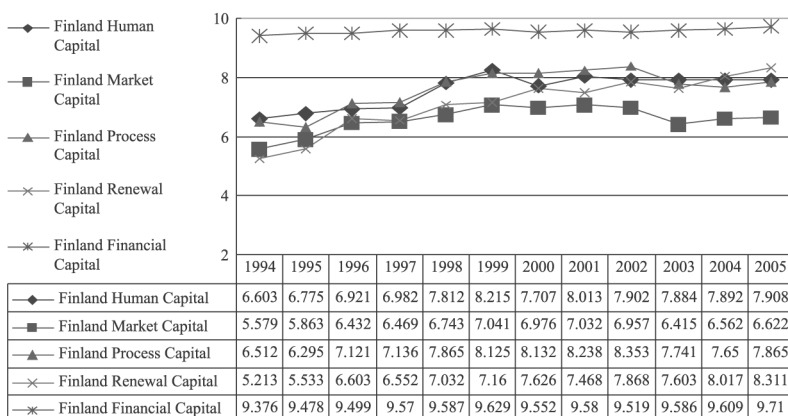 Finland Human
Capital
Finland Market
Capital
Finland Process
Capital
Finland Renewal
Capital
Finland Financial
Capital
10
8
6
4
2
1994 1995 1996 1997 1998 1999 2000 2001 2002 2003 2004 2005
Finland Human Capital 6.603 6.775 6.921 6.982 7.812 8.215 7.707 8.013 7.902 7.884 7.892 7.908
Finland Market Capital 5.579 5.863 6.432 6.469 6.743 7.041 6.976 7.032 6.957 6.415 6.562 6.622
Finland Process Capital 6.512 6.295 7.121 7.136 7.865 8.125 8.132 8.238 8.353 7.741 7.65 7.865
Finland Renewal Capital 5.213 5.533 6.603 6.552 7.032 7.16 7.626 7.468 7.868 7.603 8.017 8.311
Finland Financial Capital 9.376 9.478 9.499 9.57 9.587 9.629 9.552 9.58 9.519 9.586 9.609 9.71